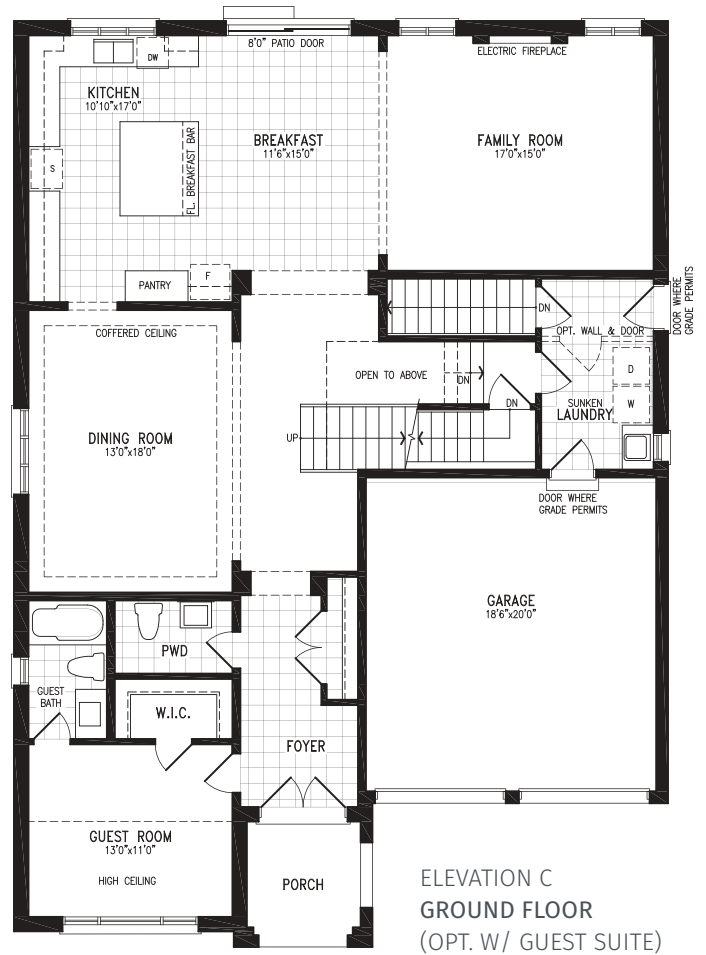 8'0" PATIO DOOR
ELECTRIC FIREPLACE
DW
KITCHEN
10'10"x17'0"
BREAKFAST
11'6"x15'0"
FAMILY ROOM
17'0"x15'0"
S
FL. BREAKFAST BAR
F
PANTRY
DN
DOOR WHERE
GRADE PERMITS
COFFERED CEILING
OPT. WALL & DOOR
OPEN TO ABOVE
DN
D
DN
W
SUNKEN
LAUNDRY
DINING ROOM
13'0"x18'0"
UP
DOOR WHERE
GRADE PERMITS
GARAGE
18'6"x20'0"
PWD
GUEST
BATH
W.I.C.
FOYER
GUEST ROOM
13'0"x11'0"
HIGH CEILING
PORCH
ELEVATION C
GROUND FLOOR
(OPT. W/ GUEST SUITE)